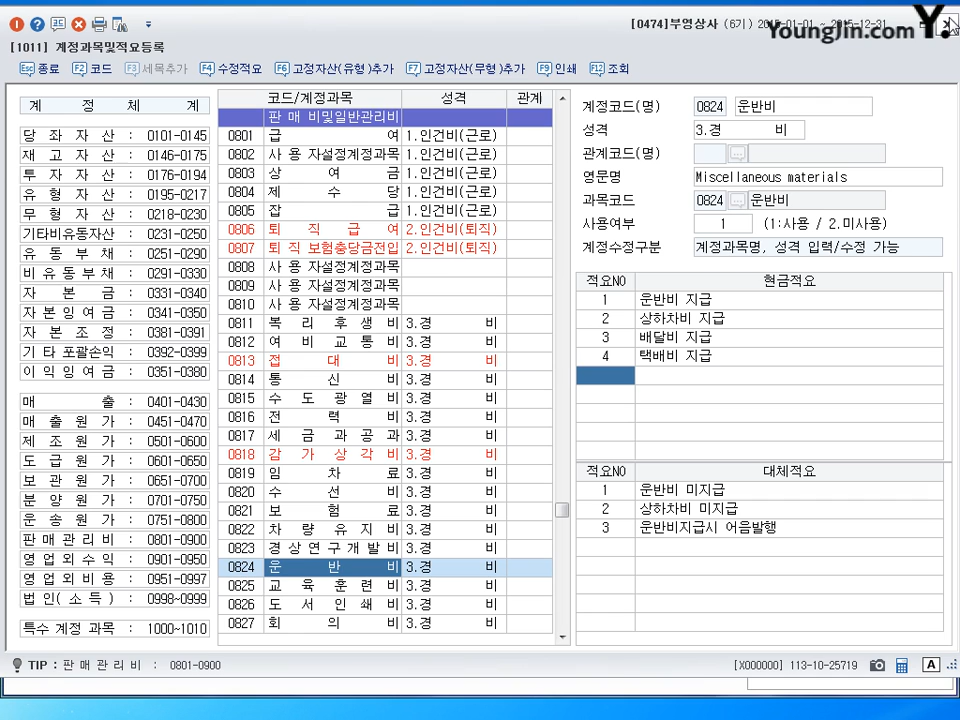 [0474]부영상사 (6기) 2015-01-01 ~ 2015-12-31
YoungJin.com Y.
[1011] 계정과목및적요등록
Esc 종료 F2 코드 F3 세목추가 F4 수정적요 F6 고정자산(유형)추가 F7 고정자산(무형)추가 F9 인쇄 F12 조회
계 정 체 계
당 좌 자 산 : 0101-0145
재 고 자 산 : 0146-0175
투 자 자 산 : 0176-0194
유 형 자 산 : 0195-0217
무 형 자 산 : 0218-0230
기타비유동자산 : 0231-0250
유 동 부 채 : 0251-0290
비 유 동 부 채 : 0291-0330
자 본 금 : 0331-0340
자 본 잉 여 금 : 0341-0350
자 본 조 정 : 0381-0391
기 타 포괄손익 : 0392-0399
이 익 잉 여 금 : 0351-0380
매 출 : 0401-0430
매 출 원 가 : 0451-0470
제 조 원 가 : 0501-0600
도 급 원 가 : 0601-0650
보 관 원 가 : 0651-0700
분 양 원 가 : 0701-0750
운 송 원 가 : 0751-0800
판 매 관 리 비 : 0801-0900
영 업 외 수 익 : 0901-0950
영 업 외 비 용 : 0951-0997
법 인( 소 득 ) : 0998~0999
특수 계정 과목 : 1000~1010
코드/계정과목 성격 관계
판 매 비및일반관리비
0801 급 여 1.인건비(근로)
0802 사 용 자설정계정과목 1.인건비(근로)
0803 상 여 금 1.인건비(근로)
0804 제 수 당 1.인건비(근로)
0805 잡 급 1.인건비(근로)
0806 퇴 직 급 여 2.인건비(퇴직)
0807 퇴 직 보험충당금전입 2.인건비(퇴직)
0808 사 용 자설정계정과목
0809 사 용 자설정계정과목
0810 사 용 자설정계정과목
0811 복 리 후 생 비 3.경 비
0812 여 비 교 통 비 3.경 비
0813 접 대 비 3.경 비
0814 통 신 비 3.경 비
0815 수 도 광 열 비 3.경 비
0816 전 력 비 3.경 비
0817 세 금 과 공 과 3.경 비
0818 감 가 상 각 비 3.경 비
0819 임 차 료 3.경 비
0820 수 선 비 3.경 비
0821 보 험 료 3.경 비
0822 차 량 유 지 비 3.경 비
0823 경 상 연 구 개 발 비 3.경 비
0824 운 반 비 3.경 비
0825 교 육 훈 련 비 3.경 비
0826 도 서 인 쇄 비 3.경 비
0827 회 의 비 3.경 비
계정코드(명) 0824 운반비
성격 3.경 비
관계코드(명)
영문명 Miscellaneous materials
과목코드(명) 0824 운반비
사용여부 1 (1:사용 / 2.미사용)
계정수정구분 계정과목명, 성격 입력/수정 가능
적요NO 현금적요
1 운반비 지급
2 상하차비 지급
3 배달비 지급
4 택배비 지급
적요NO 대체적요
1 운반비 미지급
2 상하차비 미지급
3 운반비지급시 어음발행
TIP : 판 매 관 리 비 : 0801-0900
[X000000] 113-10-25719 A